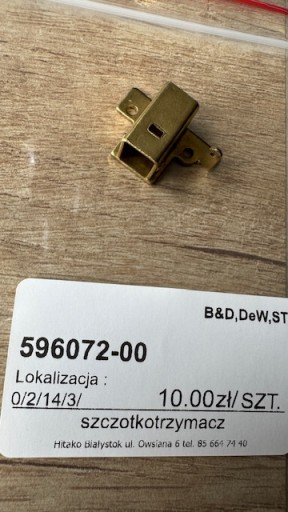 B&D,DeW,ST
596072-00
Lokalizacja :
0/2/14/3/ 10.00zł/ SZT.
szczotkotrzymacz
Hitako Białystok ul. Owsiana 6 tel. 85 664 74 40